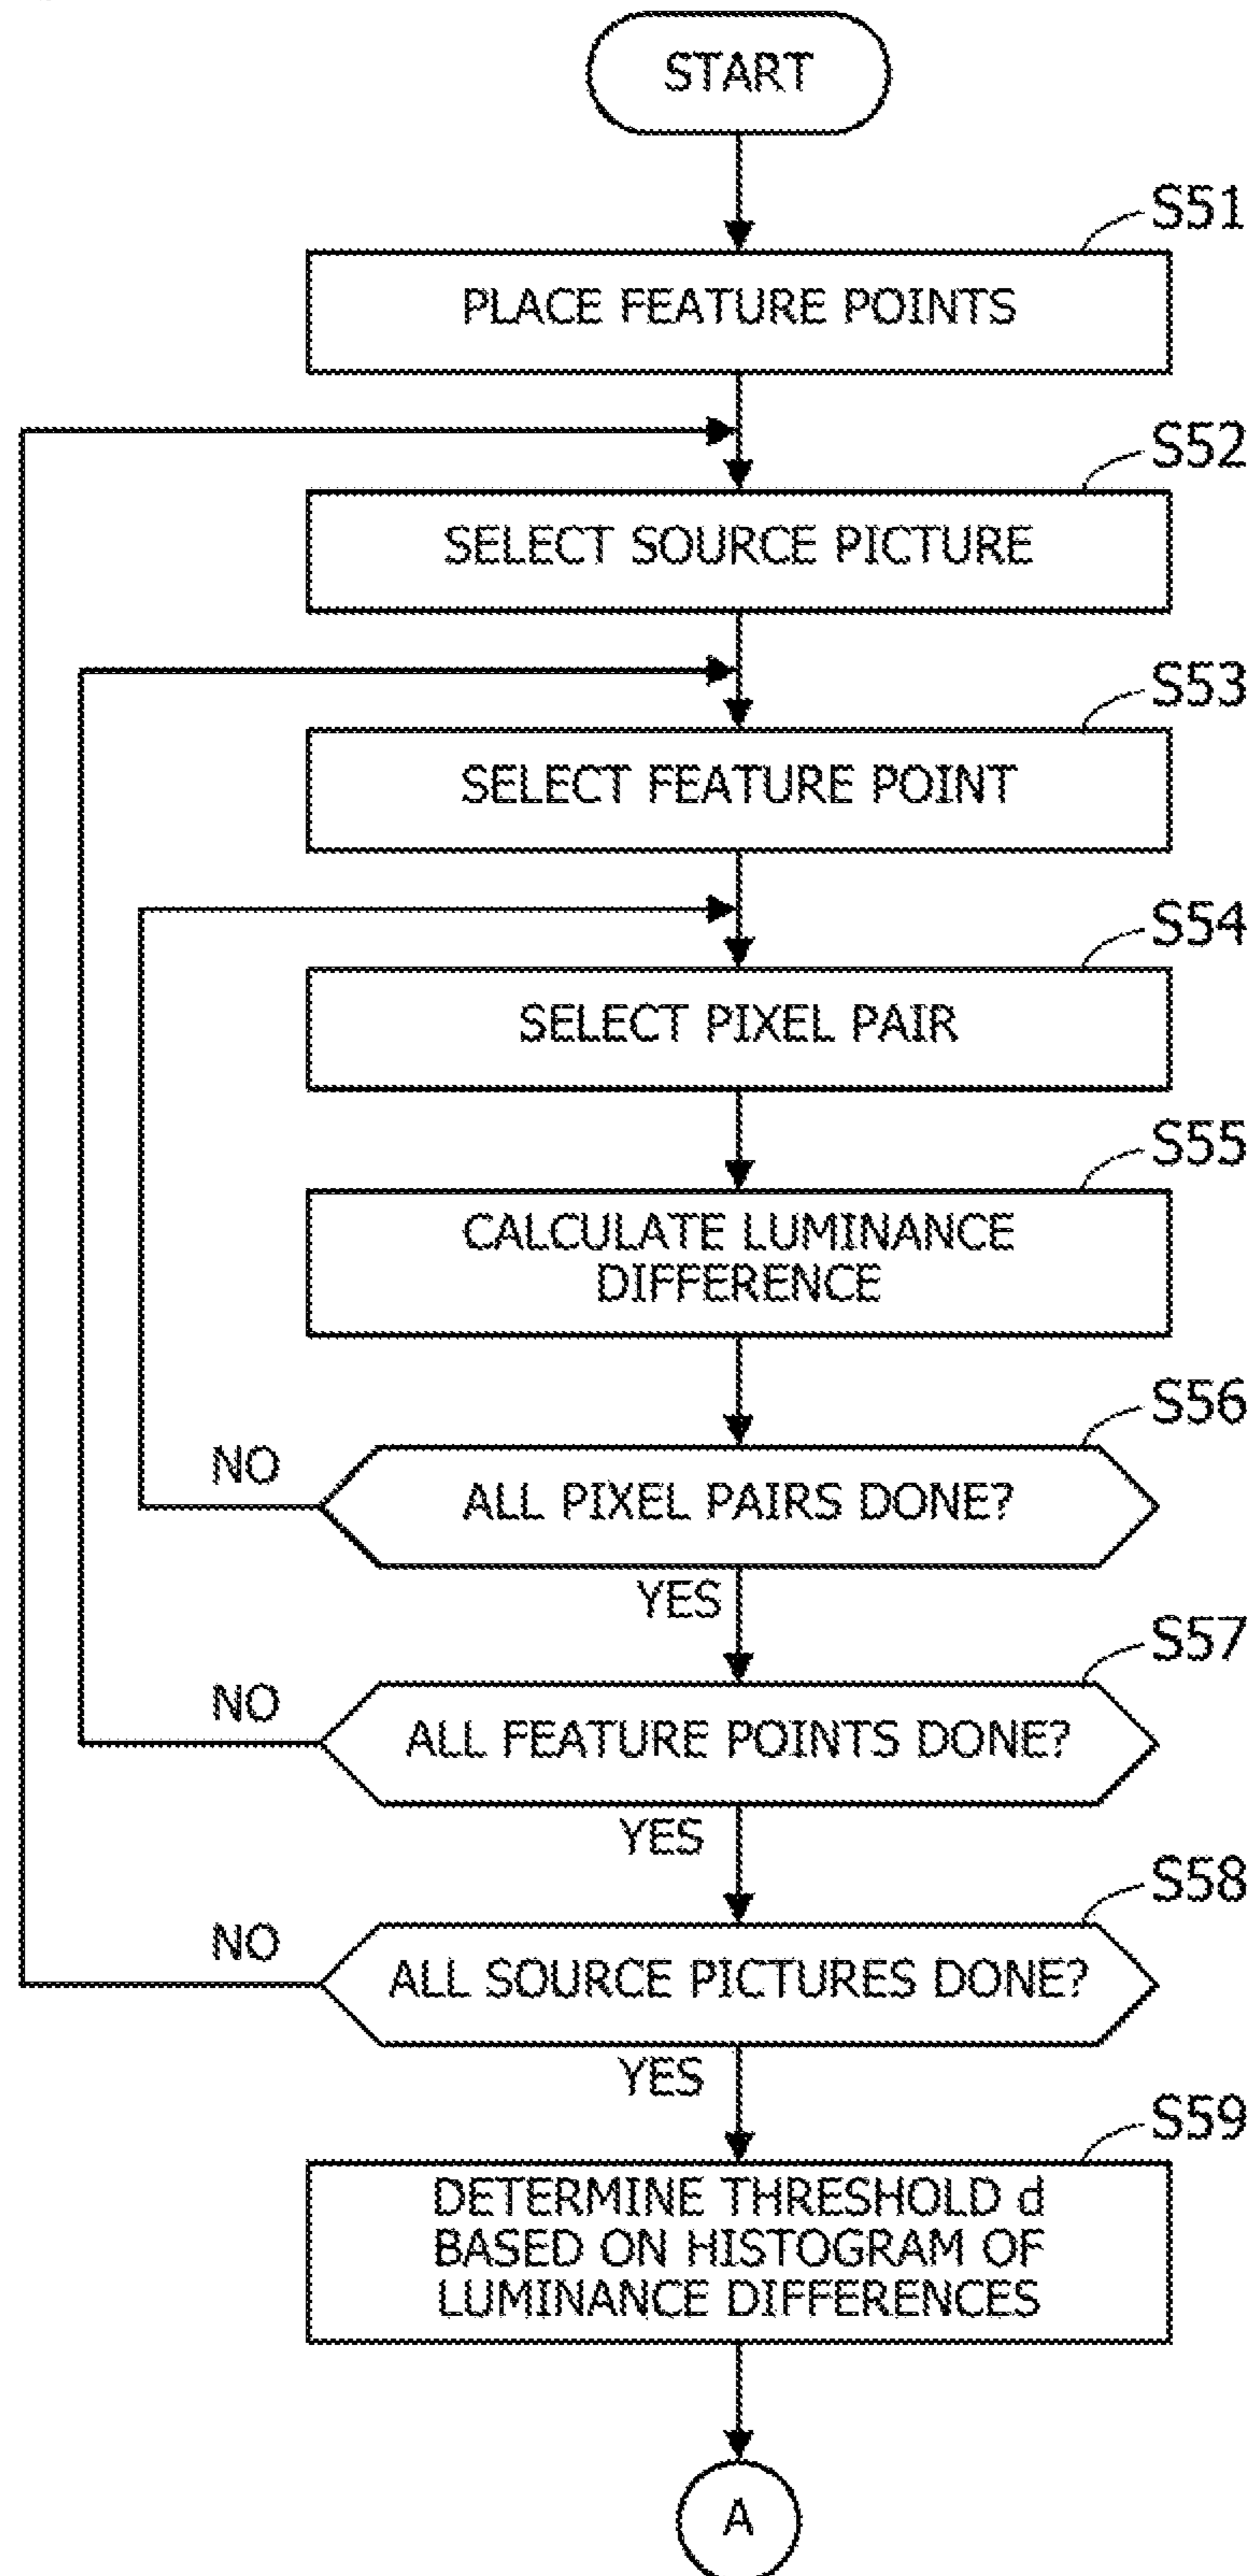 START
S51
PLACE FEATURE POINTS
S52
SELECT SOURCE PICTURE
S53
SELECT FEATURE POINT
S54
SELECT PIXEL PAIR
S55
CALCULATE LUMINANCE
DIFFERENCE
S56
NO
ALL PIXEL PAIRS DONE?
YES
S57
NO
ALL FEATURE POINTS DONE?
YES
S58
NO
ALL SOURCE PICTURES DONE?
YES
S59
DETERMINE THRESHOLD d
BASED ON HISTOGRAM OF
LUMINANCE DIFFERENCES
A